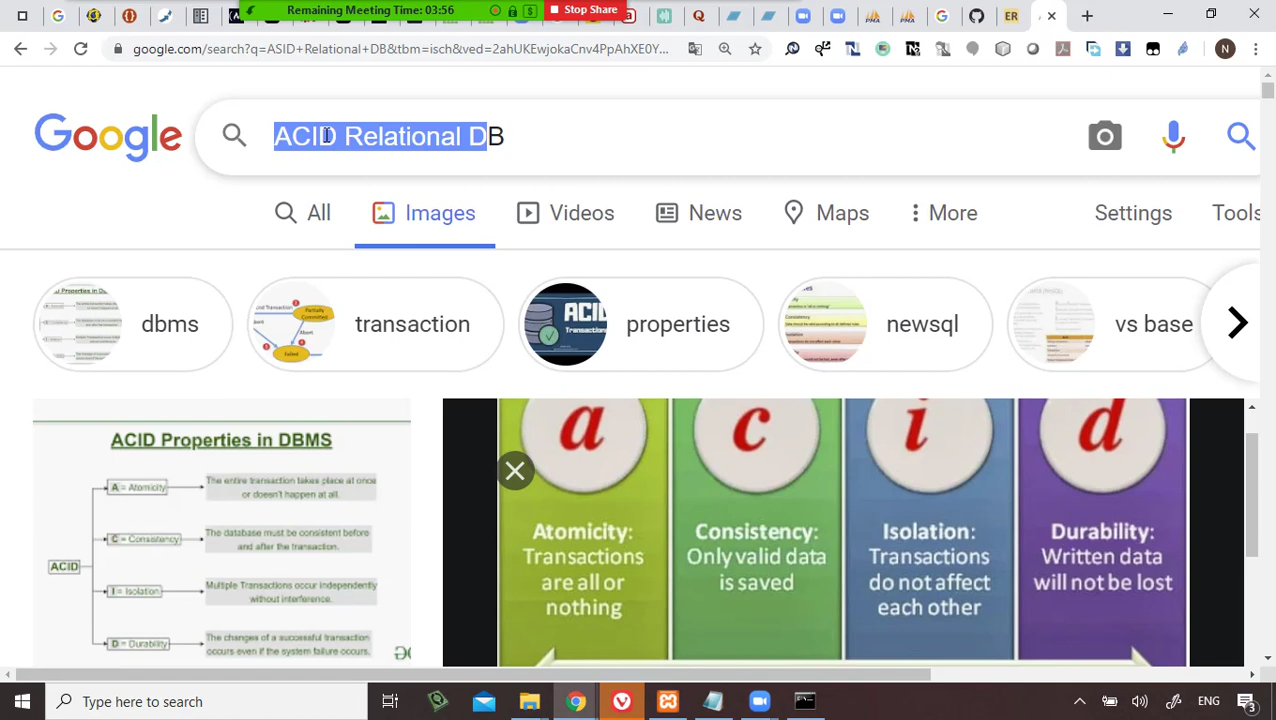 Remaining Meeting Time: 03:56
Stop Share
ER
google.com/search?q=ASID+Relational+DB&tbm=isch&ved=2ahUKEwjokaCnv4PpAhXE0Y...
N
Google
ACID Relational DB
All
Images
Videos
News
Maps
More
Settings
Tools
dbms
transaction
properties
newsql
vs base
ACID Properties in DBMS
A = Atomicity
The entire transaction takes place at once
or doesn't happen at all.
C = Consistency
The database must be consistent before
and after the transaction.
ACID
I = Isolation
Multiple Transactions occur independently
without interference.
D = Durability
The changes of a successful transaction
occurs even if the system failure occurs.
a
c
i
d
Atomicity:
Transactions
are all or
nothing
Consistency:
Only valid data
is saved
Isolation:
Transactions
do not affect
each other
Durability:
Written data
will not be lost
Type here to search
ENG